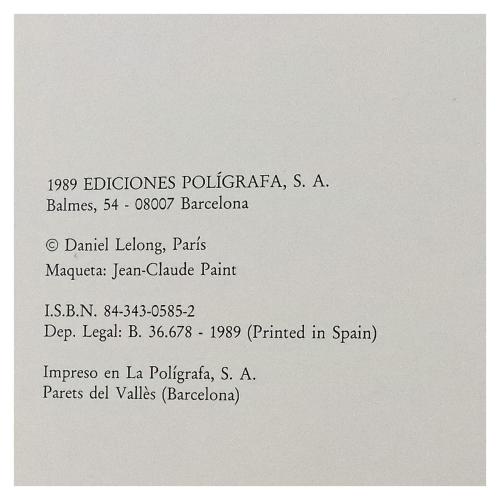 1989 EDICIONES POLÍGRAFA, S. A.
Balmes, 54 - 08007 Barcelona
© Daniel Lelong, París
Maqueta: Jean-Claude Paint
I.S.B.N. 84-343-0585-2
Dep. Legal: B. 36.678 - 1989 (Printed in Spain)
Impreso en La Polígrafa, S. A.
Parets del Vallès (Barcelona)